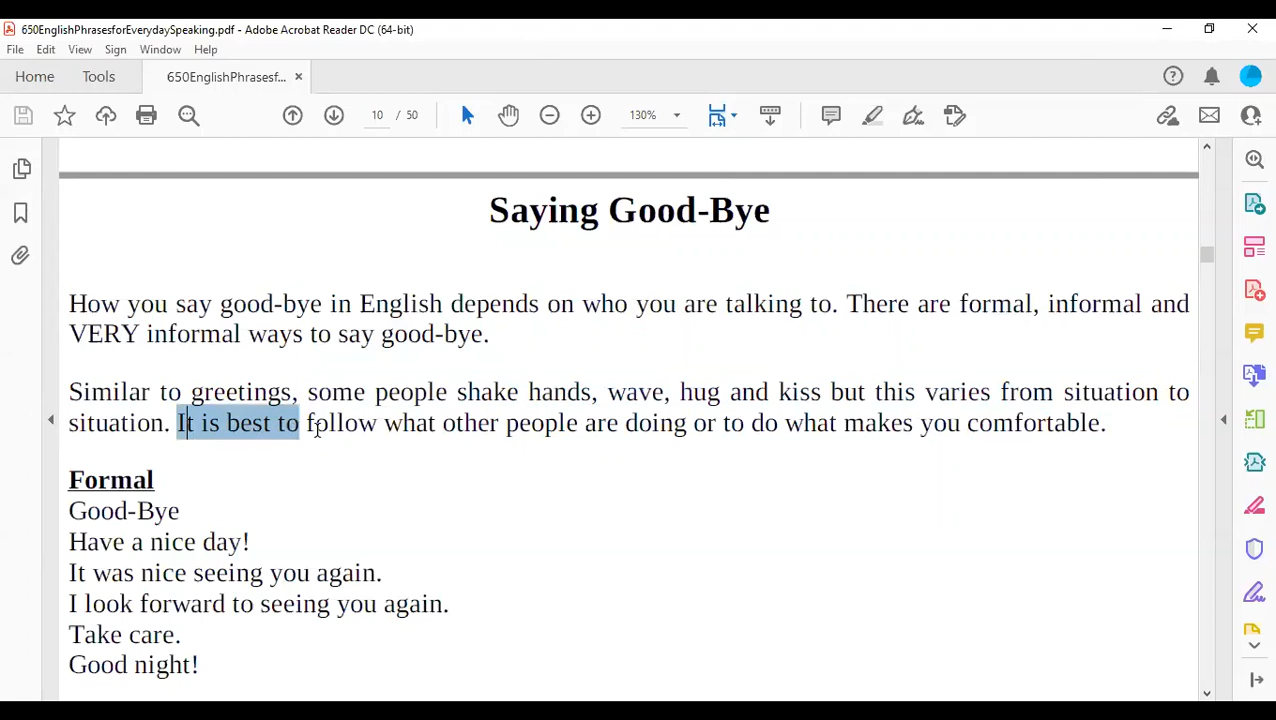 650EnglishPhrasesforEverydaySpeaking.pdf - Adobe Acrobat Reader DC (64-bit)
File Edit View Sign Window Help
Home Tools 650EnglishPhrasesf... ×
10 / 50 130%
Saying Good-Bye
How you say good-bye in English depends on who you are talking to. There are formal, informal and
VERY informal ways to say good-bye.
Similar to greetings, some people shake hands, wave, hug and kiss but this varies from situation to
situation. It is best to follow what other people are doing or to do what makes you comfortable.
Formal
Good-Bye
Have a nice day!
It was nice seeing you again.
I look forward to seeing you again.
Take care.
Good night!